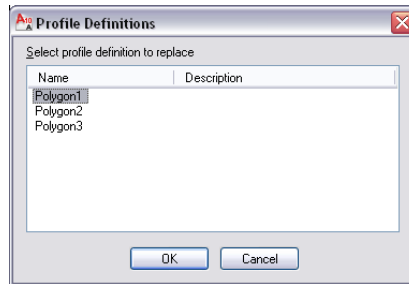 Profile Definitions
Select profile definition to replace
Name Description
Polygon1
Polygon2
Polygon3
OK Cancel